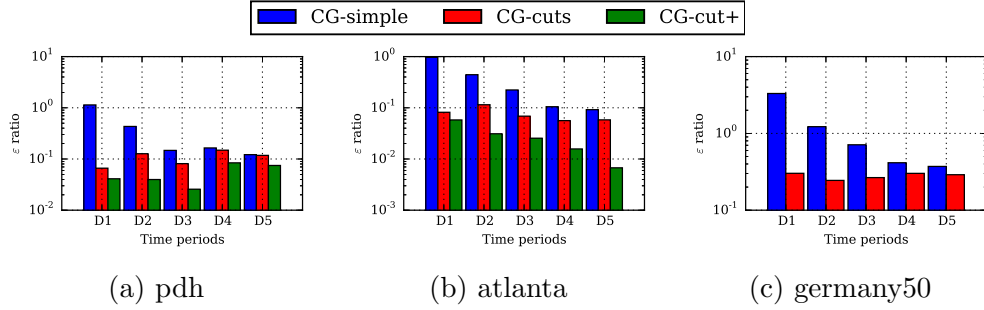 CG-simple CG-cuts CG-cut+
10^1
10^0
10^-1
10^-2
ε ratio
D1 D2 D3 D4 D5
Time periods
(a) pdh
10^0
10^-1
10^-2
10^-3
ε ratio
D1 D2 D3 D4 D5
Time periods
(b) atlanta
10^1
10^0
10^-1
ε ratio
D1 D2 D3 D4 D5
Time periods
(c) germany50